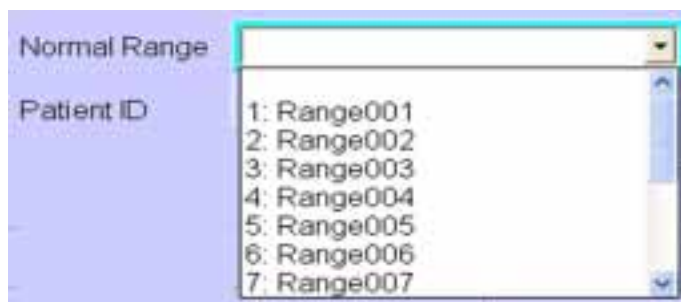 Normal Range
Patient ID
1: Range001
2: Range002
3: Range003
4: Range004
5: Range005
6: Range006
7: Range007